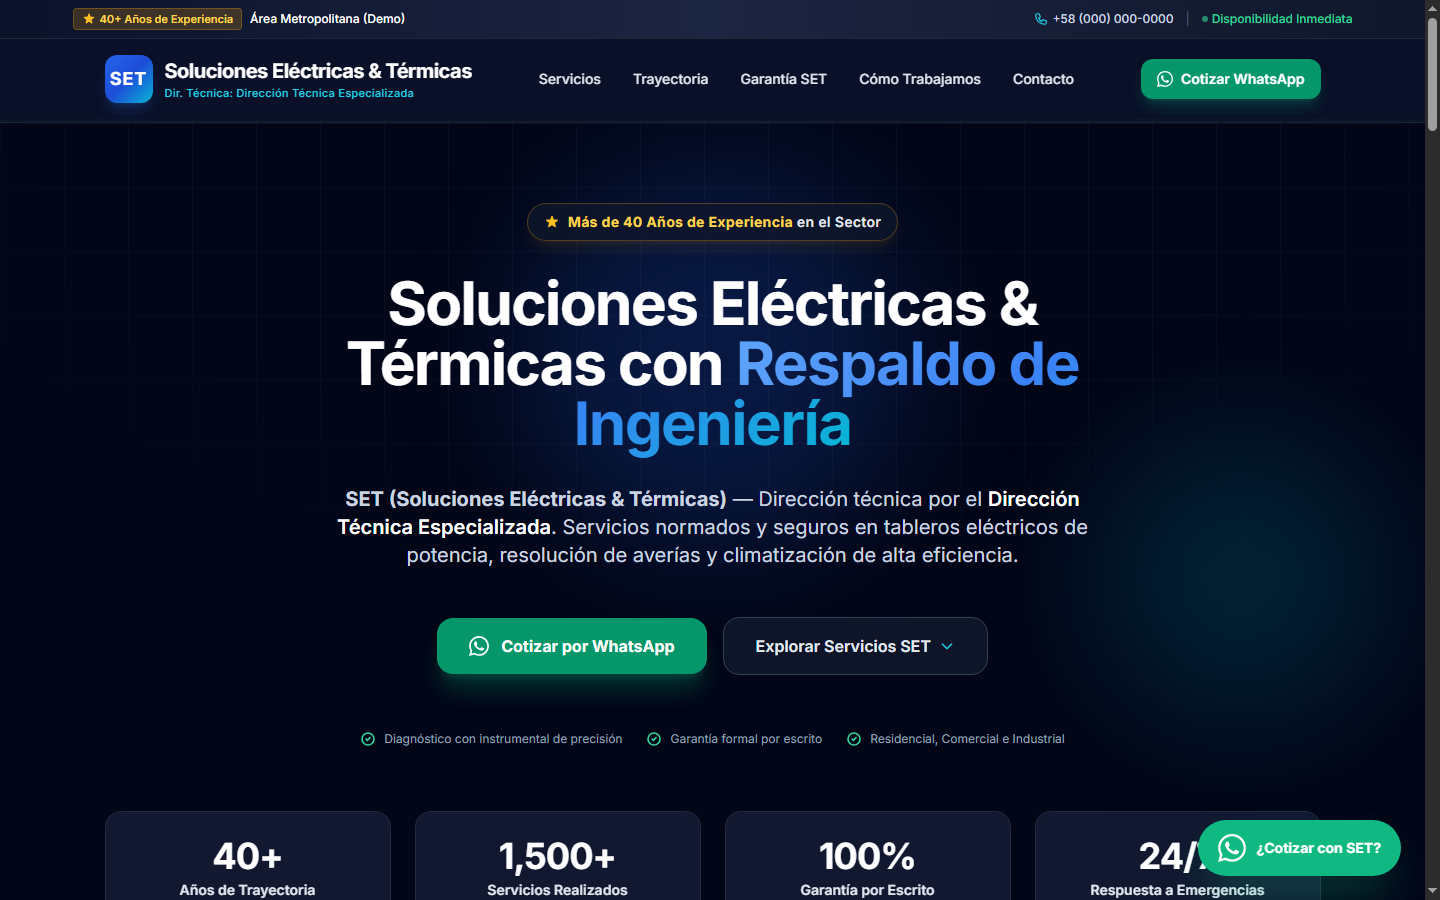 40+ Años de Experiencia
Área Metropolitana (Demo)
+58 (000) 000-0000
Disponibilidad Inmediata
SET
Soluciones Eléctricas & Térmicas
Dir. Técnica: Dirección Técnica Especializada
Servicios
Trayectoria
Garantía SET
Cómo Trabajamos
Contacto
Cotizar WhatsApp
Más de 40 Años de Experiencia en el Sector
Soluciones Eléctricas &
Térmicas con Respaldo de
Ingeniería
SET (Soluciones Eléctricas & Térmicas) — Dirección técnica por el Dirección
Técnica Especializada. Servicios normados y seguros en tableros eléctricos de
potencia, resolución de averías y climatización de alta eficiencia.
Cotizar por WhatsApp
Explorar Servicios SET
Diagnóstico con instrumental de precisión
Garantía formal por escrito
Residencial, Comercial e Industrial
40+
Años de Trayectoria
1,500+
Servicios Realizados
100%
Garantía por Escrito
24/
Respuesta a Emergencias
¿Cotizar con SET?